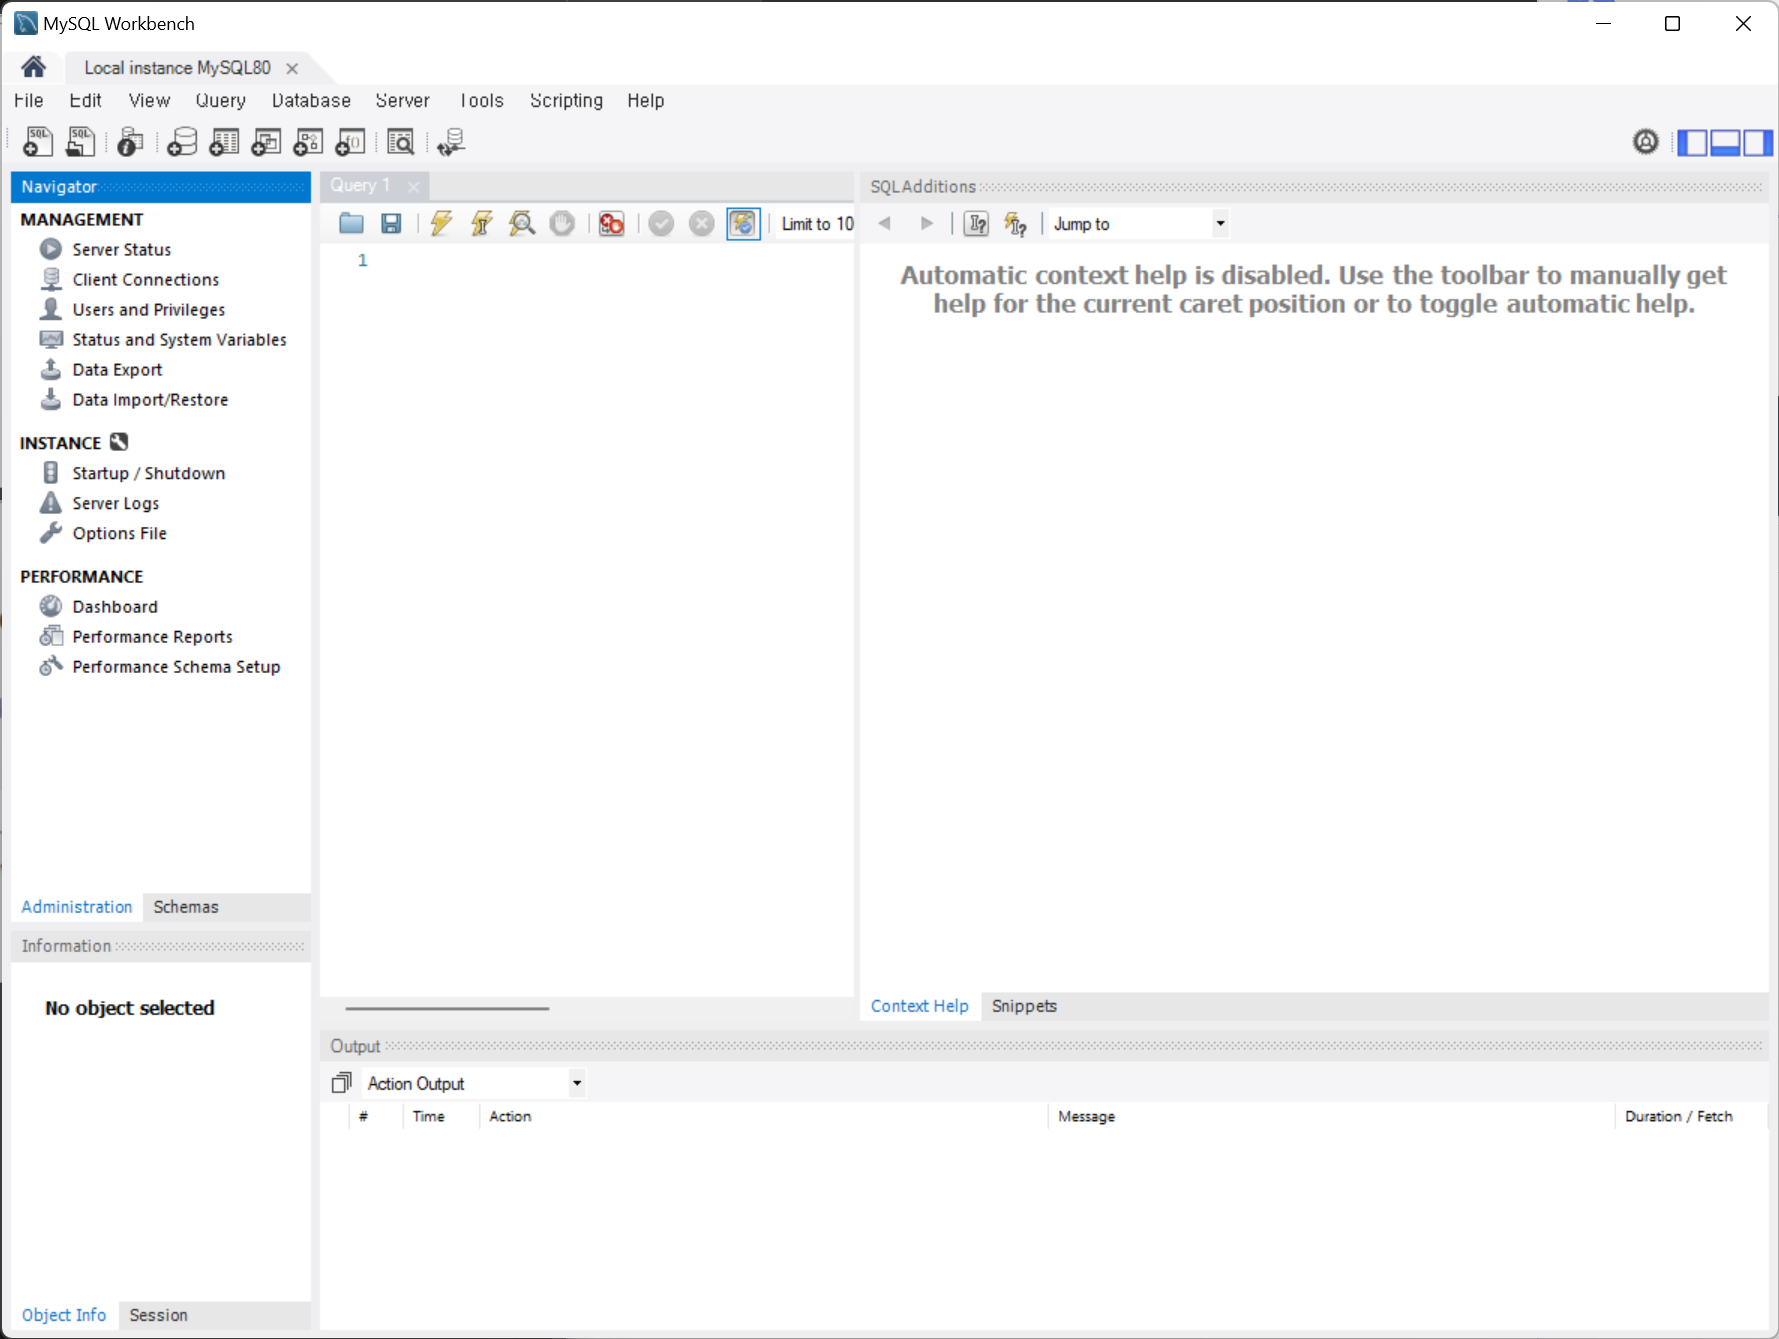 MySQL Workbench
Local instance MySQL80
File Edit View Query Database Server Tools Scripting Help
Navigator
MANAGEMENT
Server Status
Client Connections
Users and Privileges
Status and System Variables
Data Export
Data Import/Restore
INSTANCE
Startup / Shutdown
Server Logs
Options File
PERFORMANCE
Dashboard
Performance Reports
Performance Schema Setup
Administration Schemas
Information
No object selected
Object Info Session
Query 1
Limit to 10
1
SQLAdditions
Jump to
Automatic context help is disabled. Use the toolbar to manually get
help for the current caret position or to toggle automatic help.
Context Help Snippets
Output
Action Output
# Time Action Message Duration / Fetch